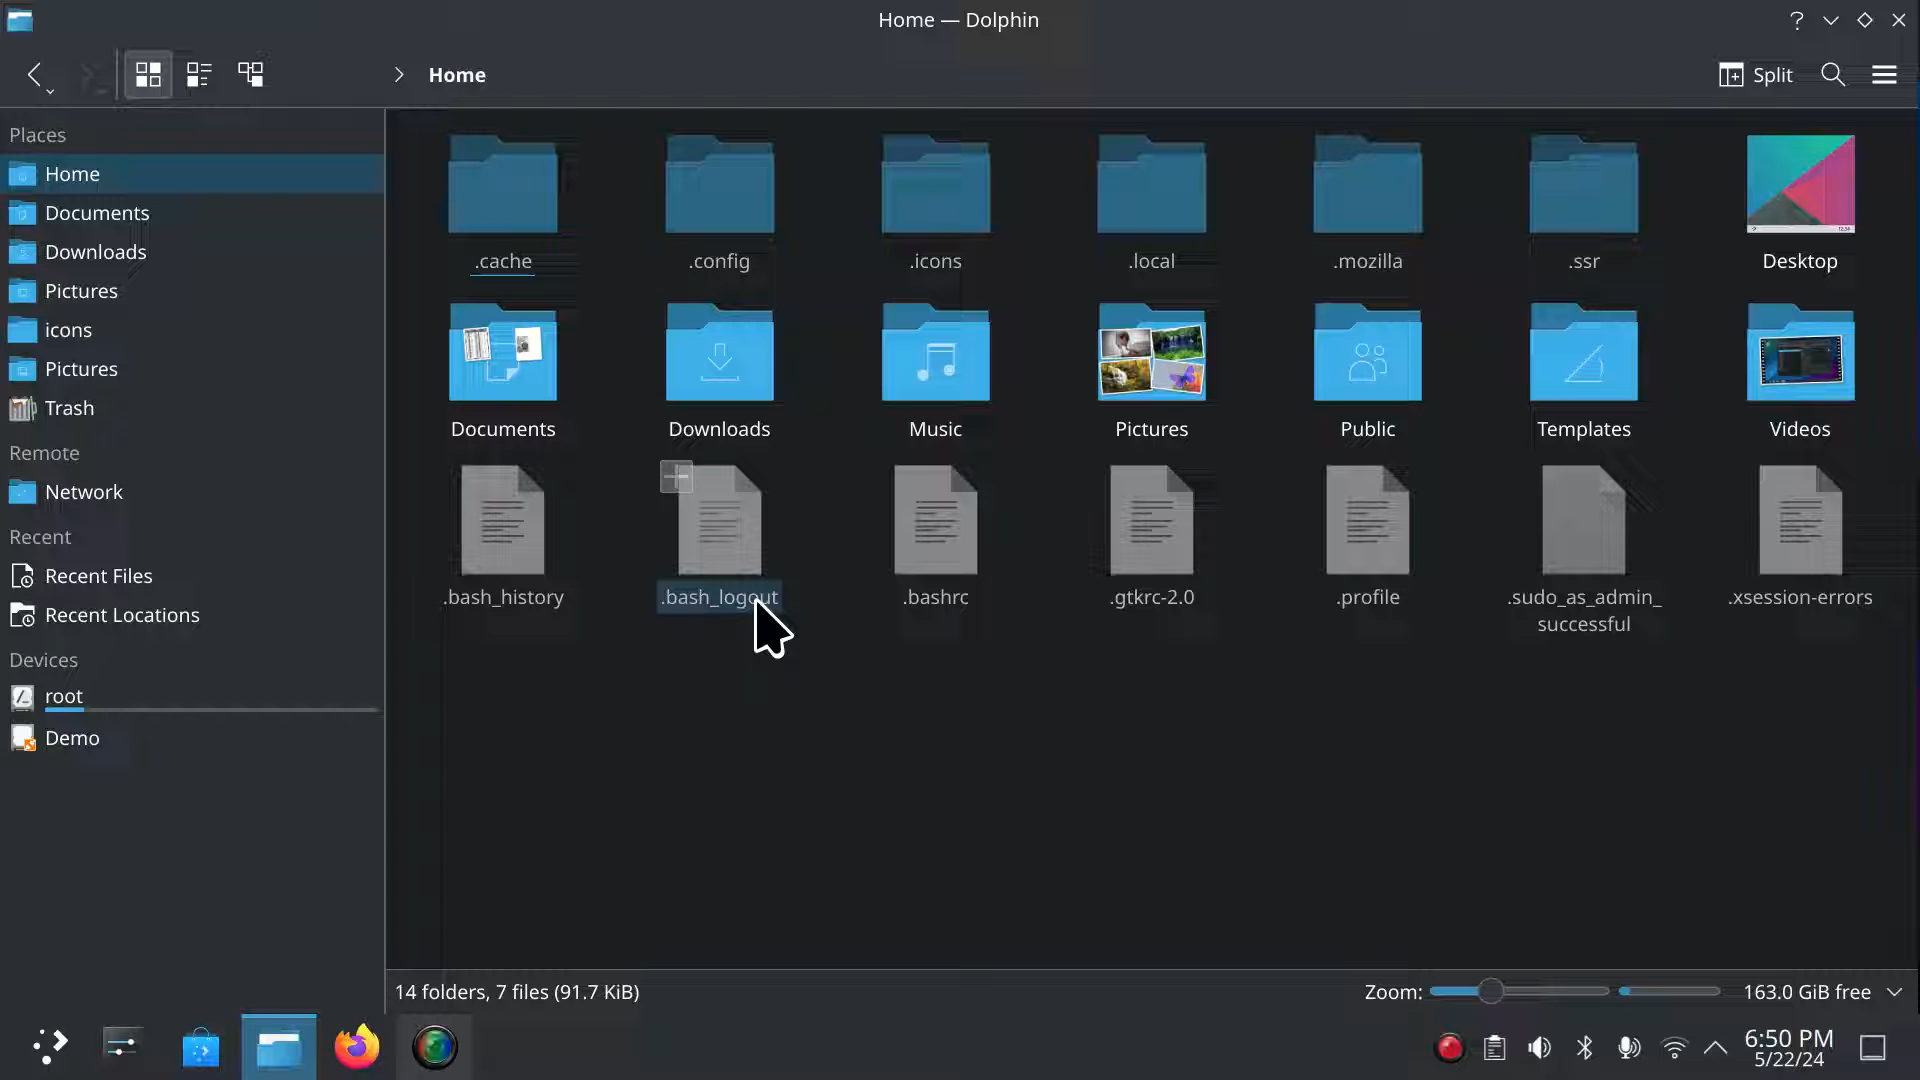 Home — Dolphin
Home
Split
Places
Home
Documents
Downloads
Pictures
icons
Pictures
Trash
Remote
Network
Recent
Recent Files
Recent Locations
Devices
root
Demo
.cache
.config
.icons
.local
.mozilla
.ssr
Desktop
Documents
Downloads
Music
Pictures
Public
Templates
Videos
.bash_history
.bash_logout
.bashrc
.gtkrc-2.0
.profile
.sudo_as_admin_
successful
.xsession-errors
14 folders, 7 files (91.7 KiB)
Zoom:
163.0 GiB free
6:50 PM
5/22/24